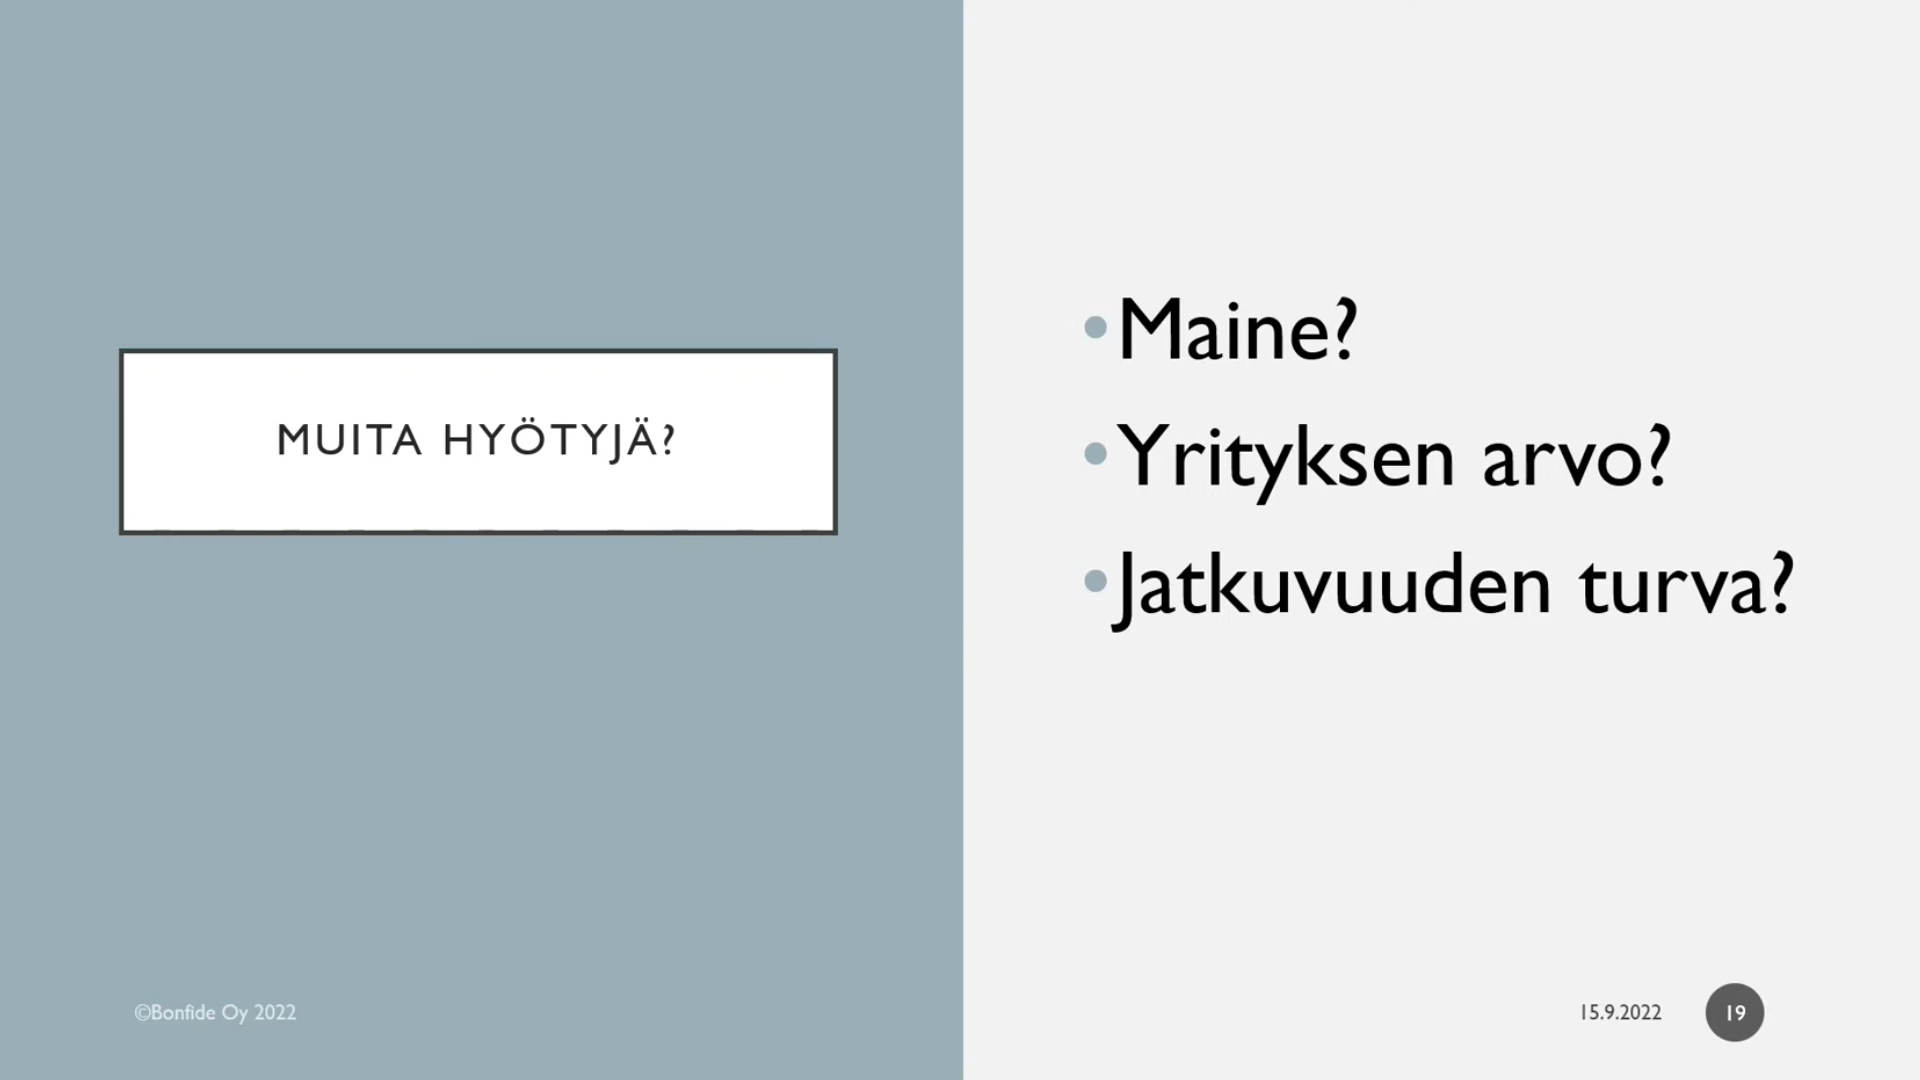 MUITA HYÖTYJÄ?
• Maine?
• Yrityksen arvo?
• Jatkuvuuden turva?
©Bonfide Oy 2022
15.9.2022
19